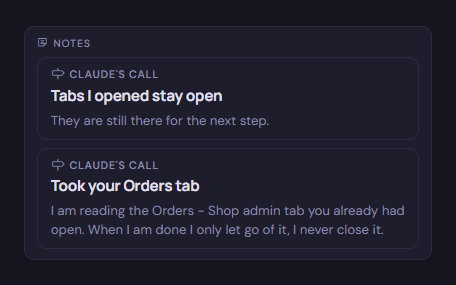 NOTES
CLAUDE'S CALL
Tabs I opened stay open
They are still there for the next step.
CLAUDE'S CALL
Took your Orders tab
I am reading the Orders - Shop admin tab you already had
open. When I am done I only let go of it, I never close it.